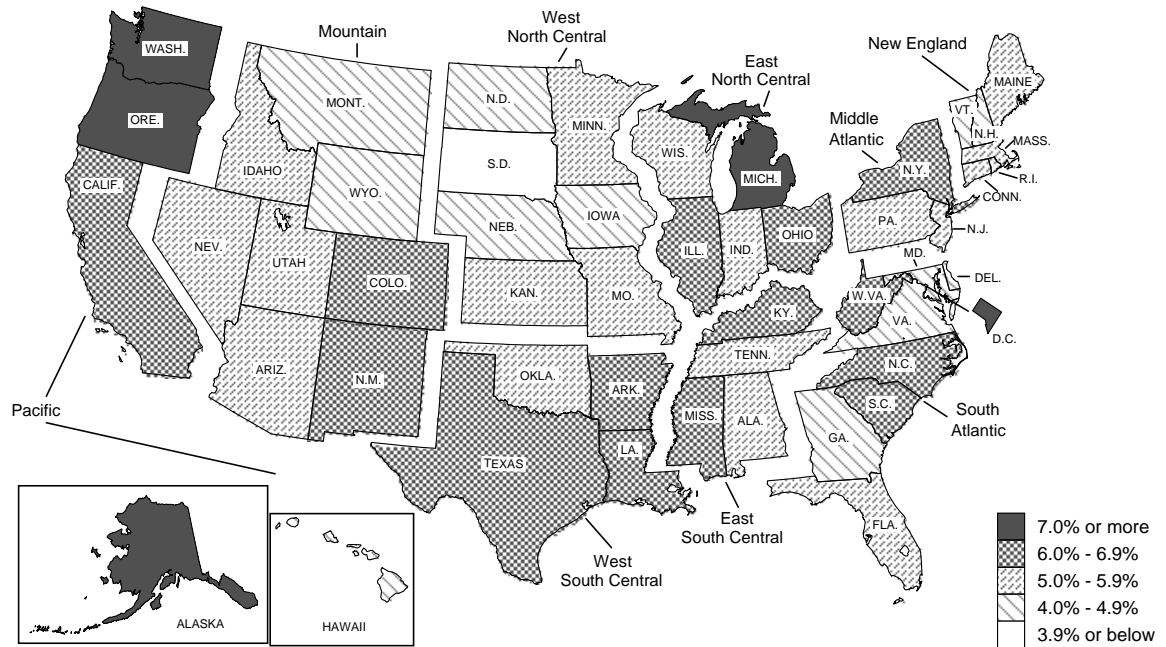 West
North Central
Mountain
New England
East
North Central
Middle
Atlantic
WASH.
ORE.
CALIF.
IDAHO
NEV.
MONT.
WYO.
UTAH
COLO.
ARIZ.
N.M.
N.D.
S.D.
NEB.
KAN.
MINN.
IOWA
MO.
WIS.
MICH.
ILL.
IND.
OHIO
MAINE
VT.
N.H.
MASS.
R.I.
CONN.
N.Y.
PA.
N.J.
MD.
DEL.
D.C.
W.VA.
VA.
N.C.
S.C.
GA.
FLA.
KY.
TENN.
MISS.
ALA.
OKLA.
ARK.
TEXAS
LA.
Pacific
South
Atlantic
East
South Central
West
South Central
ALASKA
HAWAII
7.0% or more
6.0% - 6.9%
5.0% - 5.9%
4.0% - 4.9%
3.9% or below